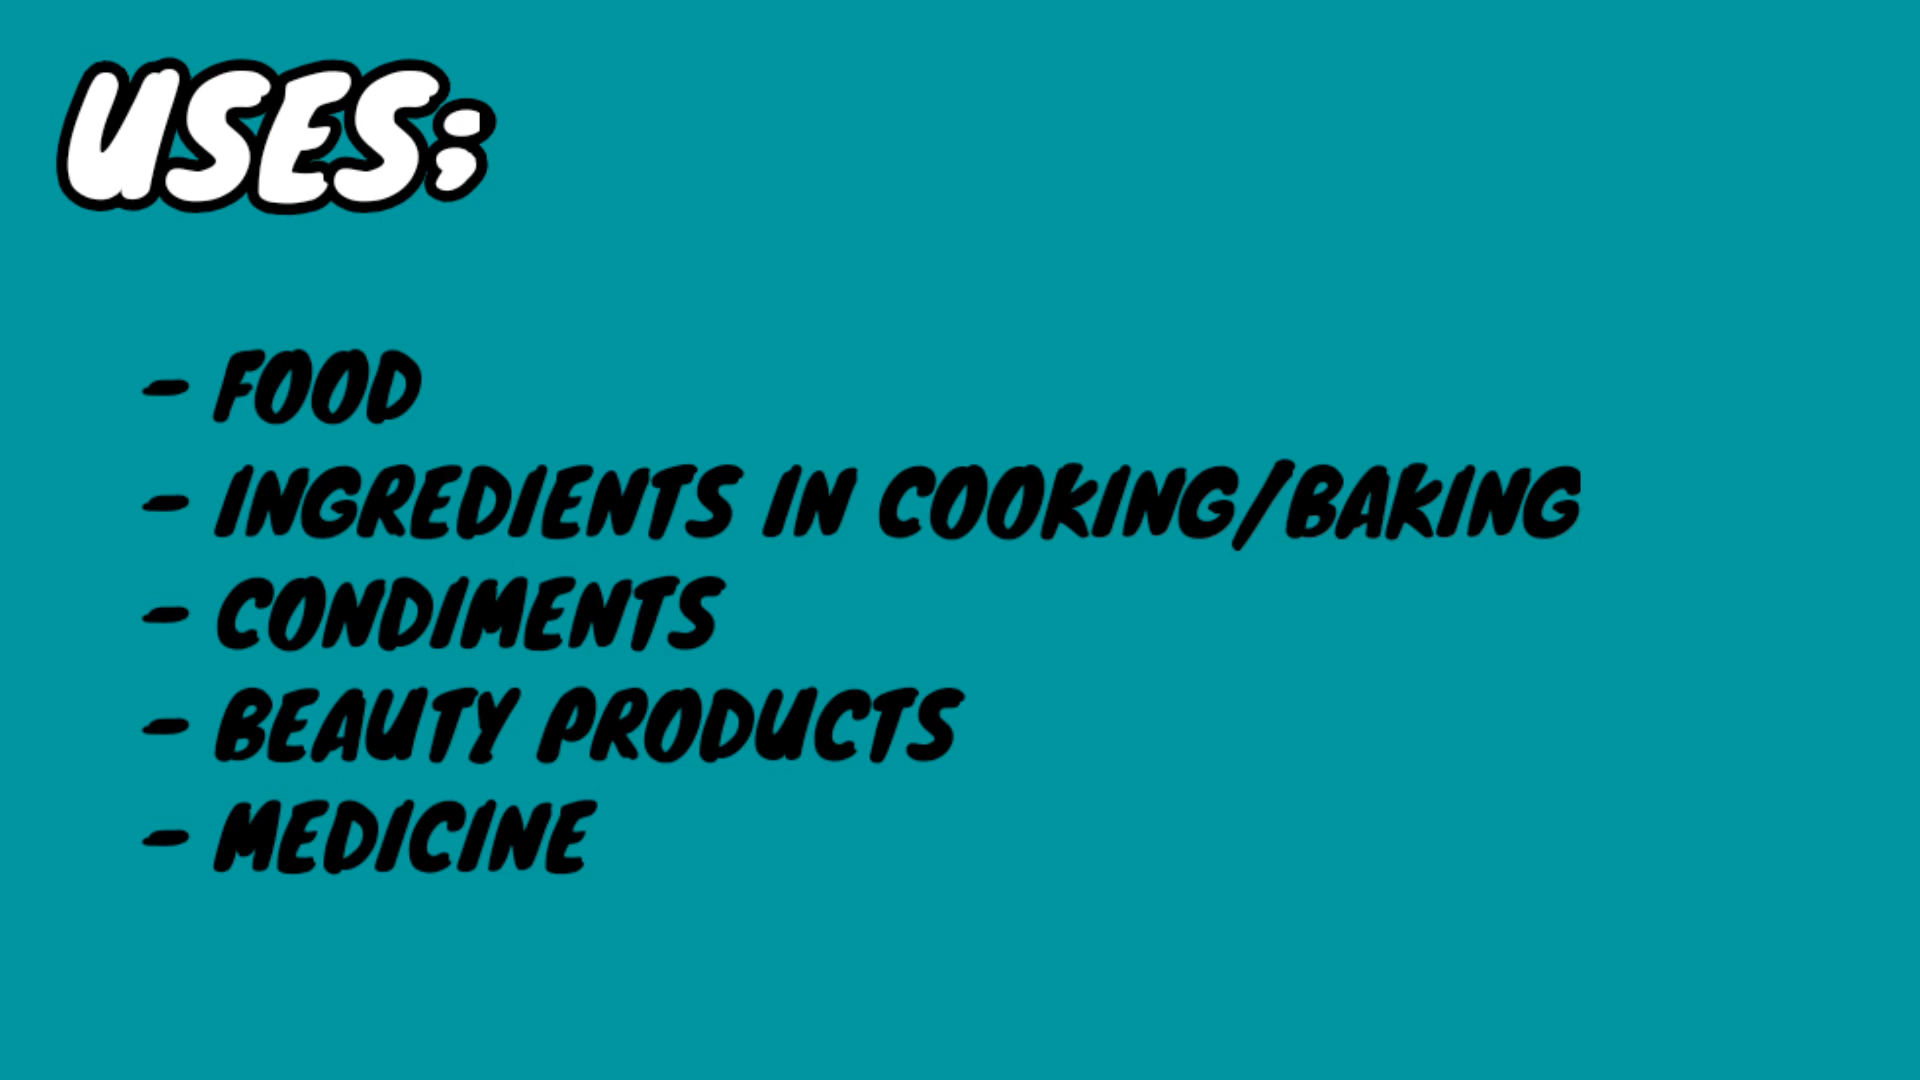 USES;
- FOOD
- INGREDIENTS IN COOKING/BAKING
- CONDIMENTS
- BEAUTY PRODUCTS
- MEDICINE